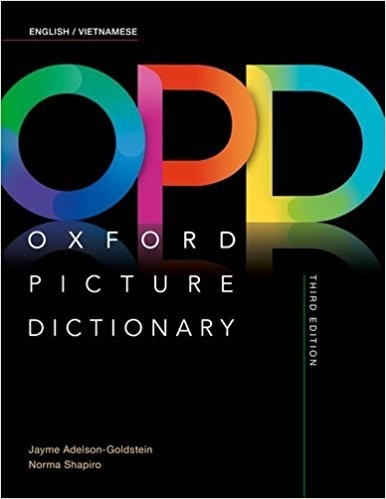 ENGLISH / VIETNAMESE
OPD
OXFORD
PICTURE
DICTIONARY
THIRD EDITION
Jayme Adelson-Goldstein
Norma Shapiro